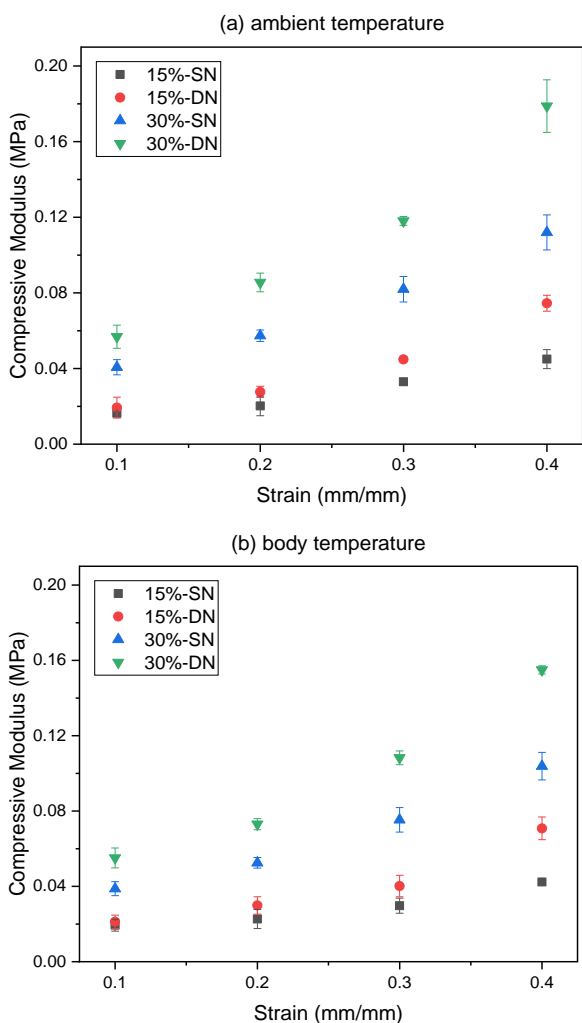 (a) ambient temperature
0.20
0.16
0.12
0.08
0.04
0.00
Compressive Modulus (MPa)
15%-SN
15%-DN
30%-SN
30%-DN
0.1 0.2 0.3 0.4
Strain (mm/mm)
(b) body temperature
0.20
0.16
0.12
0.08
0.04
0.00
Compressive Modulus (MPa)
15%-SN
15%-DN
30%-SN
30%-DN
0.1 0.2 0.3 0.4
Strain (mm/mm)